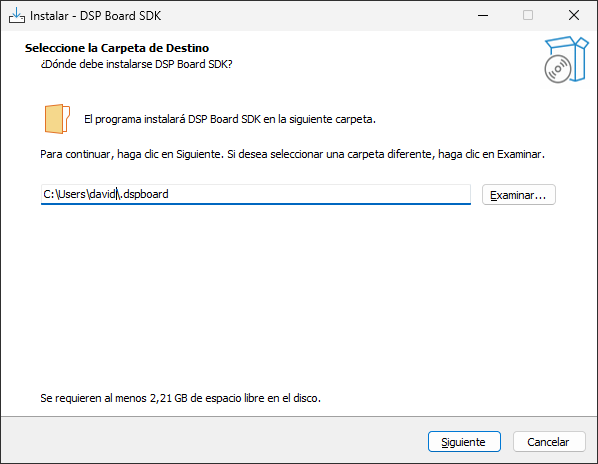 Instalar - DSP Board SDK
Seleccione la Carpeta de Destino
¿Dónde debe instalarse DSP Board SDK?
El programa instalará DSP Board SDK en la siguiente carpeta.
Para continuar, haga clic en Siguiente. Si desea seleccionar una carpeta diferente, haga clic en Examinar.
C:\Users\david\.dspboard
Examinar...
Se requieren al menos 2,21 GB de espacio libre en el disco.
Siguiente
Cancelar